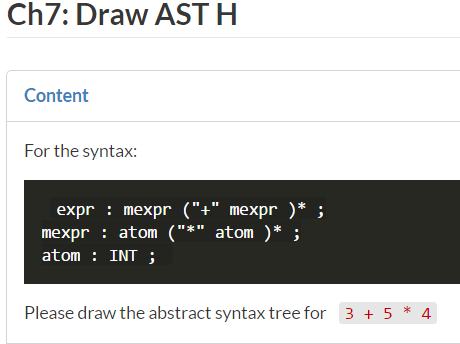 Ch7: Draw AST H
Content
For the syntax:
expr : mexpr ("+" mexpr )* ;
mexpr : atom ("*" atom )* ;
atom : INT ;
Please draw the abstract syntax tree for 3 + 5 * 4